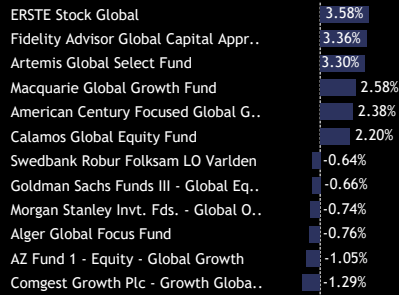 ERSTE Stock Global 3.58%
Fidelity Advisor Global Capital Appr.. 3.36%
Artemis Global Select Fund 3.30%
Macquarie Global Growth Fund 2.58%
American Century Focused Global G.. 2.38%
Calamos Global Equity Fund 2.20%
Swedbank Robur Folksam LO Varlden -0.64%
Goldman Sachs Funds III - Global Eq.. -0.66%
Morgan Stanley Invt. Fds. - Global O.. -0.74%
Alger Global Focus Fund -0.76%
AZ Fund 1 - Equity - Global Growth -1.05%
Comgest Growth Plc - Growth Globa.. -1.29%